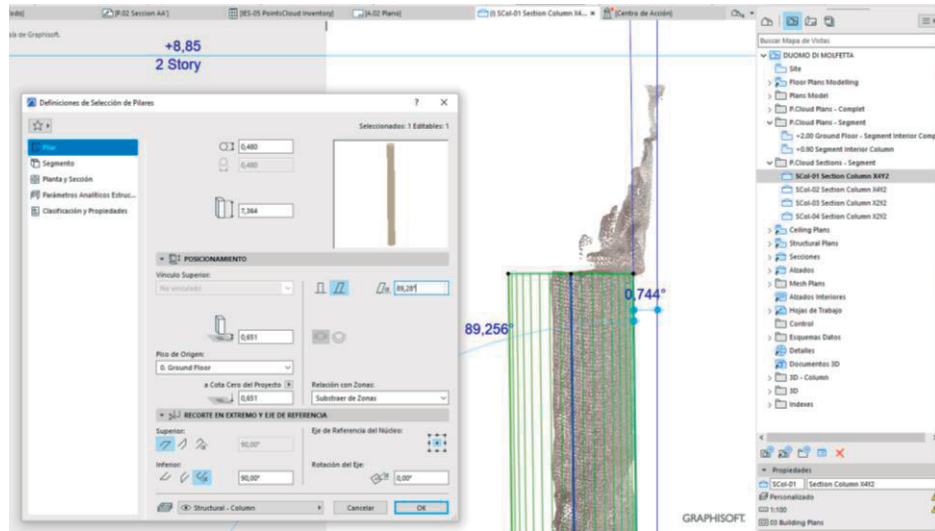 lado]
[P.02 Section AA']
[IES-05 PointsCloud Inventory]
[A.02 Plano]
(I) SCol-01 Section Column X4...
[Centro de Acción]
ula de Graphisoft.
+8,85
2 Story
Definiciones de Selección de Pilares
Seleccionados: 1 Editables: 1
Pilar
Segmento
Planta y Sección
Parámetros Analíticos Estruc...
Clasificación y Propiedades
0,480
0,480
7,364
POSICIONAMIENTO
Vínculo Superior:
No vinculado
89,28°
0,651
Piso de Origen:
0. Ground Floor
a Cota Cero del Proyecto
0,651
Relación con Zonas:
Substraer de Zonas
RECORTE EN EXTREMO Y EJE DE REFERENCIA
Superior:
90,00°
Eje de Referencia del Núcleo:
Inferior:
90,00°
Rotación del Eje:
0,00°
Structural - Column
Cancelar
OK
0,744°
89,256°
GRAPHISOFT.
Buscar Mapa de Vistas
DUOMO DI MOLFETTA
Site
Floor Plans Modelling
Plans Model
P.Cloud Plans - Complet
P.Cloud Plans - Segment
+2.00 Ground Floor - Segment Interior Comp
+0.90 Segment Interior Column
P.Cloud Sections - Segment
SCol-01 Section Column X4Y2
SCol-02 Section Column X4Y2
SCol-03 Section Column X2Y2
SCol-04 Section Column X2Y2
Ceiling Plans
Structural Plans
Secciones
Alzados
Mesh Plans
Alzados Interiores
Hojas de Trabajo
Control
Esquemas Datos
Detalles
Documentos 3D
3D - Column
3D
Indexes
Propiedades
SCol-01
Section Column X4Y2
Personalizado
1:100
03 Building Plans